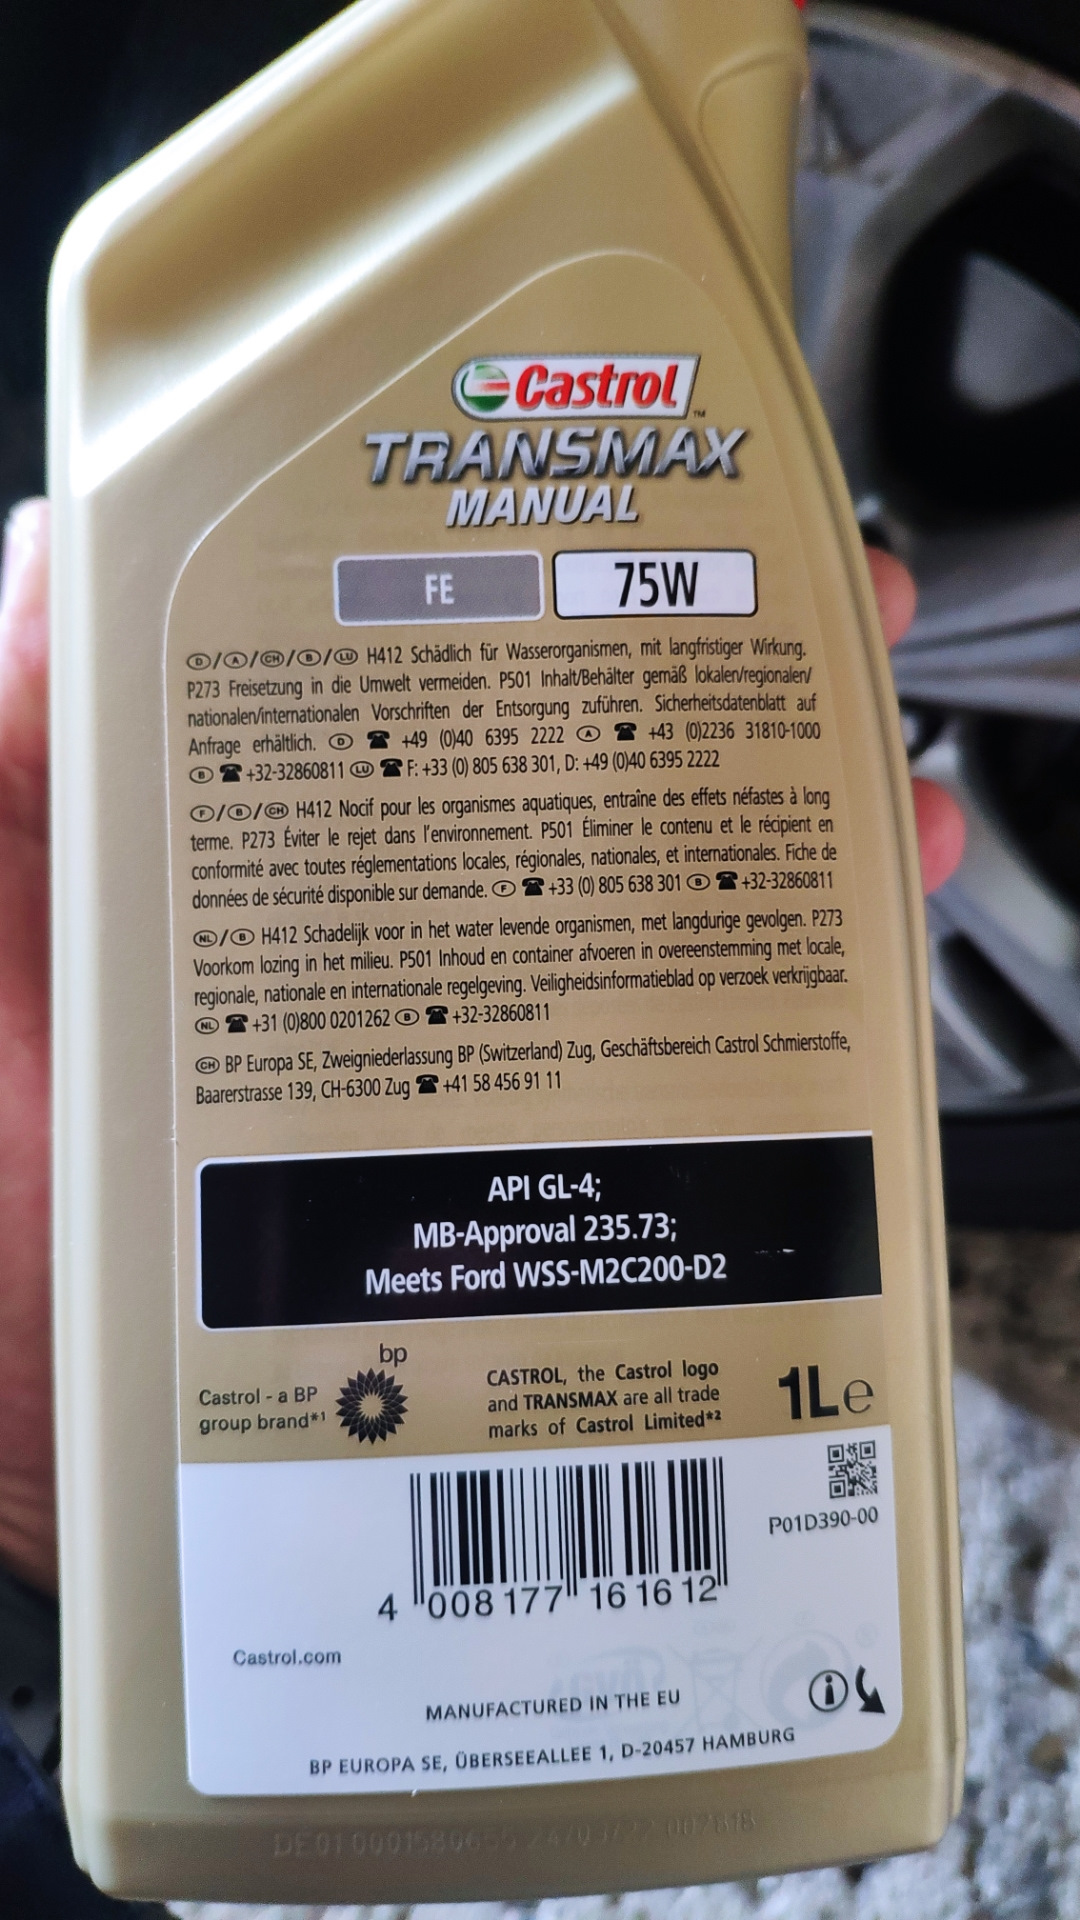 Castrol
TRANSMAX
MANUAL
FE 75W
D/A/CH/B/LU H412 Schädlich für Wasserorganismen, mit langfristiger Wirkung.
P273 Freisetzung in die Umwelt vermeiden. P501 Inhalt/Behälter gemäß lokalen/regionalen/
nationalen/internationalen Vorschriften der Entsorgung zuführen. Sicherheitsdatenblatt auf
Anfrage erhältlich. D ☎ +49 (0)40 6395 2222 A ☎ +43 (0)2236 31810-1000
B ☎ +32-32860811 LU ☎ F: +33 (0) 805 638 301, D: +49 (0)40 6395 2222
F/B/CH H412 Nocif pour les organismes aquatiques, entraîne des effets néfastes à long
terme. P273 Éviter le rejet dans l'environnement. P501 Éliminer le contenu et le récipient en
conformité avec toutes réglementations locales, régionales, nationales, et internationales. Fiche de
données de sécurité disponible sur demande. F ☎ +33 (0) 805 638 301 B ☎ +32-32860811
NL/B H412 Schadelijk voor in het water levende organismen, met langdurige gevolgen. P273
Voorkom lozing in het milieu. P501 Inhoud en container afvoeren in overeenstemming met locale,
regionale, nationale en internationale regelgeving. Veiligheidsinformatieblad op verzoek verkrijgbaar.
NL ☎ +31 (0)800 0201262 B ☎ +32-32860811
CH BP Europa SE, Zweigniederlassung BP (Switzerland) Zug, Geschäftsbereich Castrol Schmierstoffe,
Baarerstrasse 139, CH-6300 Zug ☎ +41 58 456 91 11
API GL-4;
MB-Approval 235.73;
Meets Ford WSS-M2C200-D2
bp
Castrol - a BP
group brand*1
CASTROL, the Castrol logo
and TRANSMAX are all trade
marks of Castrol Limited*2
1L e
P01D390-00
4 008177 161612
Castrol.com
MANUFACTURED IN THE EU
BP EUROPA SE, ÜBERSEEALLEE 1, D-20457 HAMBURG